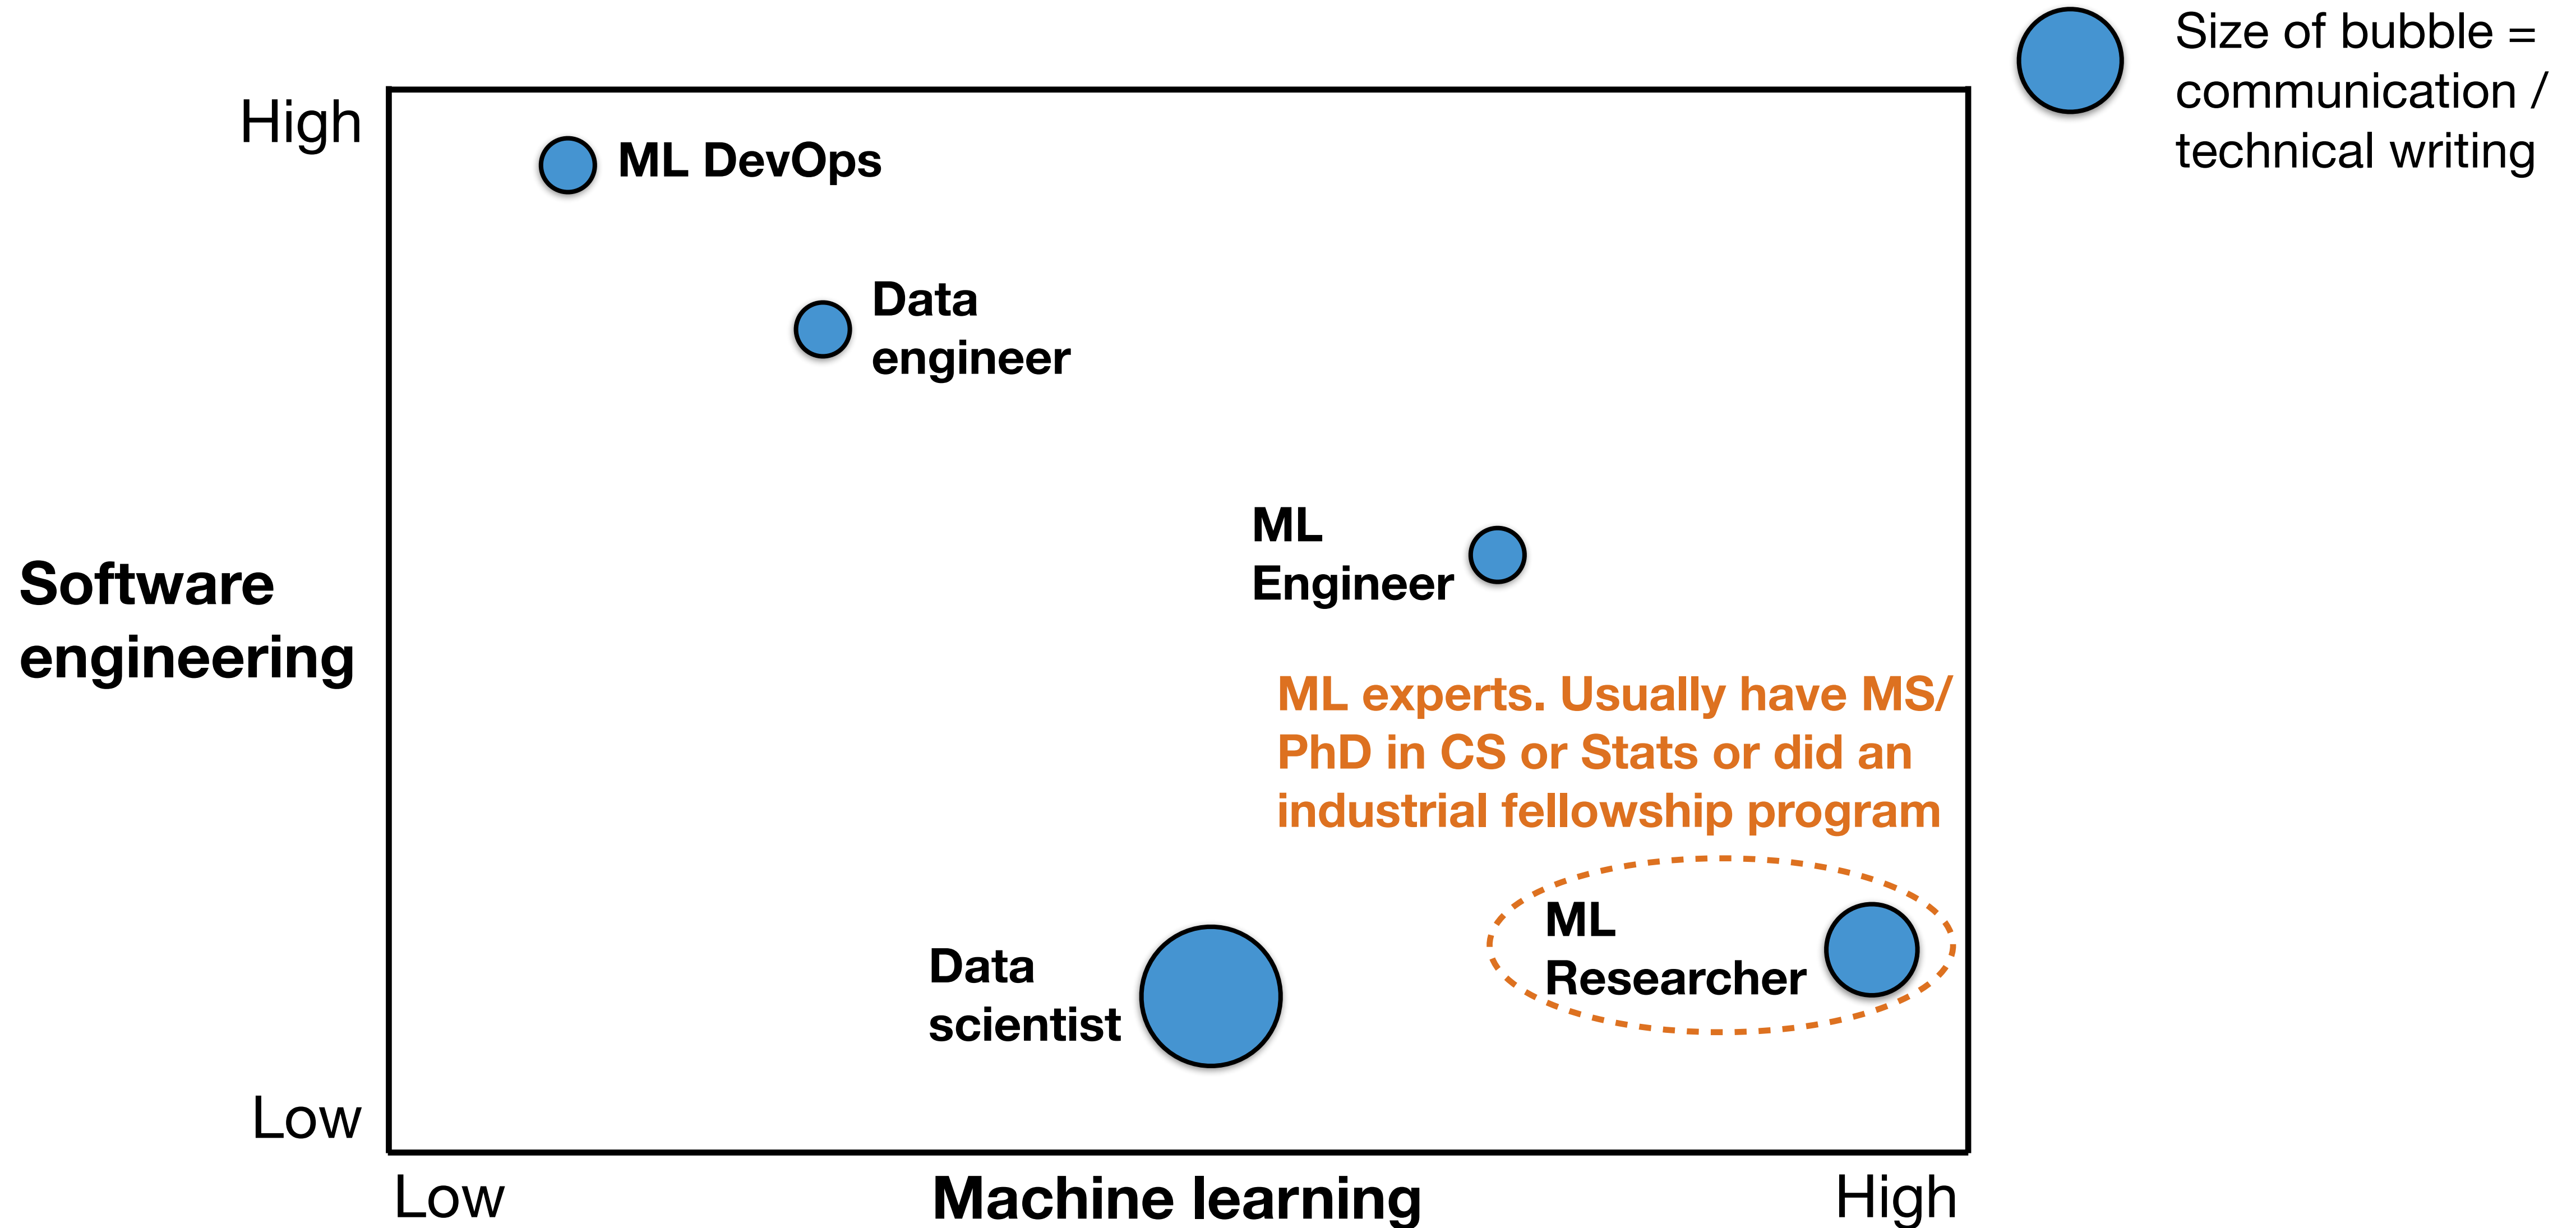 Size of bubble =
communication /
technical writing
High
ML DevOps
Data
engineer
ML
Engineer
Software
engineering
ML experts. Usually have MS/
PhD in CS or Stats or did an
industrial fellowship program
ML
Researcher
Data
scientist
Low
Low
Machine learning
High